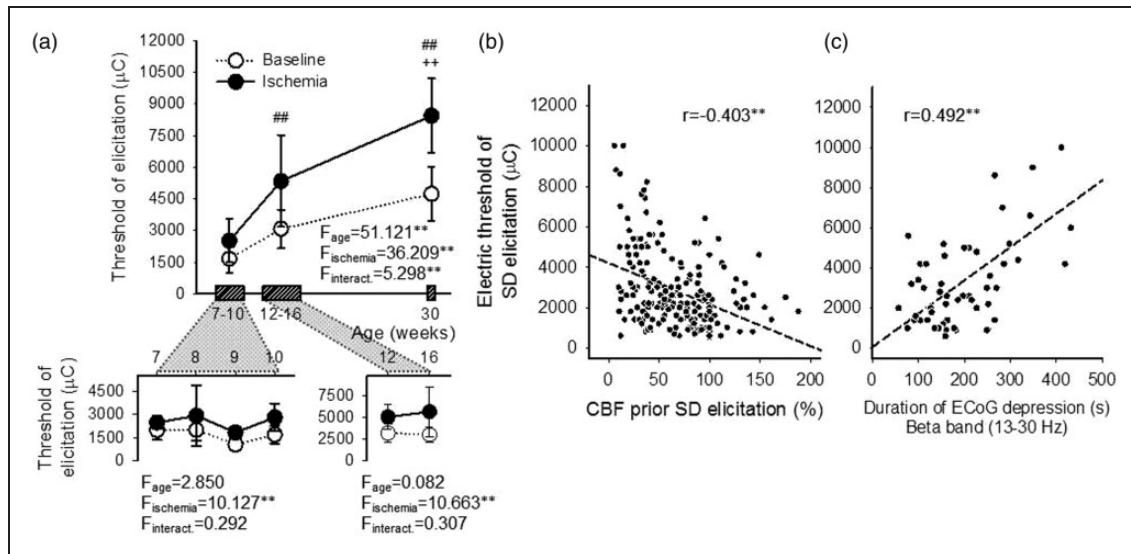 (a)
12000
10500
9000
7500
6000
4500
3000
1500
0
Threshold of elicitation (μC)
Baseline
Ischemia
##
##
++
Fage=51.121**
Fischemia=36.209**
Finteract.=5.298**
7-10
12-16
30
Age (weeks)
7 8 9 10
12 16
Threshold of
elicitation (μC)
4500
3000
1500
0
7500
5000
2500
0
Fage=2.850
Fischemia=10.127**
Finteract.=0.292
Fage=0.082
Fischemia=10.663**
Finteract.=0.307
(b)
r=-0.403**
Electric threshold of
SD elicitation (μC)
12000
10000
8000
6000
4000
2000
0
0 50 100 150 200
CBF prior SD elicitation (%)
(c)
r=0.492**
12000
10000
8000
6000
4000
2000
0
0 100 200 300 400 500
Duration of ECoG depression (s)
Beta band (13-30 Hz)